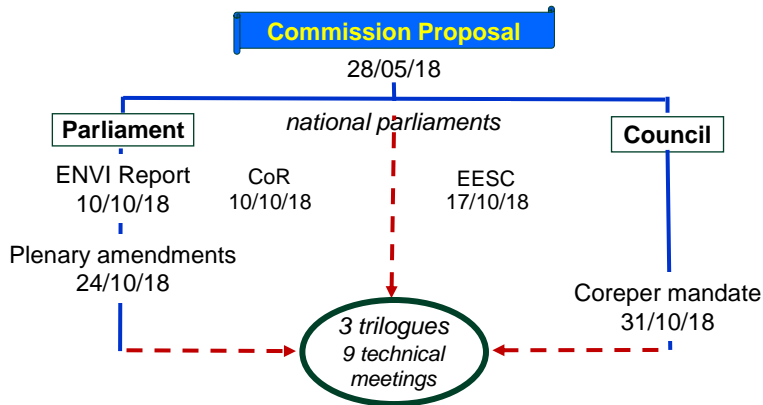 Commission Proposal
28/05/18
Parliament
national parliaments
Council
ENVI Report
10/10/18
CoR
10/10/18
EESC
17/10/18
Plenary amendments
24/10/18
Coreper mandate
31/10/18
3 trilogues
9 technical
meetings